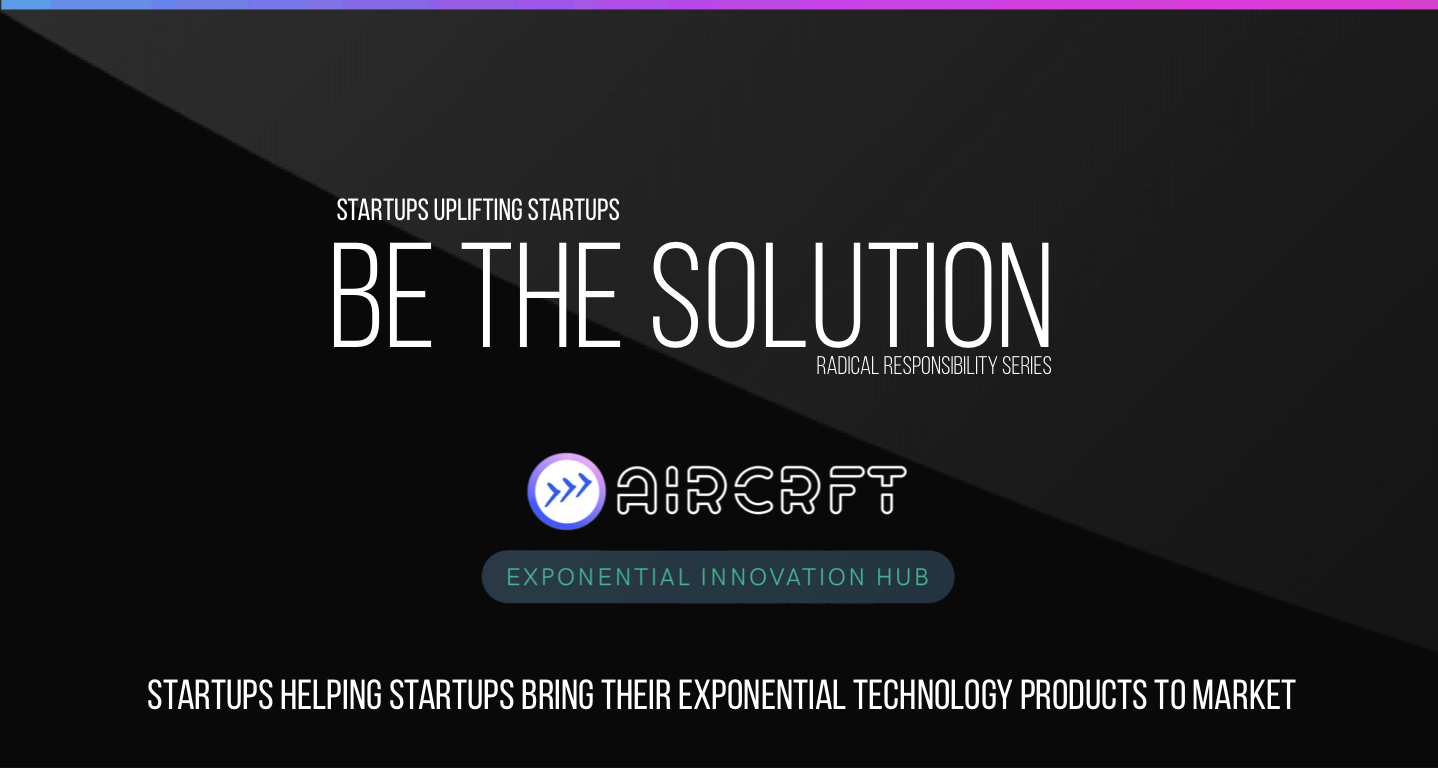 STARTUPS UPLIFTING STARTUPS
BE THE SOLUTION
RADICAL RESPONSIBILITY SERIES
AIRCRFT
EXPONENTIAL INNOVATION HUB
STARTUPS HELPING STARTUPS BRING THEIR EXPONENTIAL TECHNOLOGY PRODUCTS TO MARKET